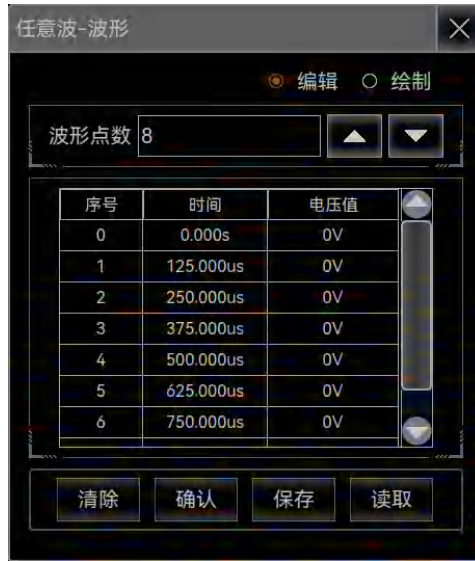 任意波-波形
编辑 绘制
波形点数 8
序号 时间 电压值
0 0.000s 0V
1 125.000us 0V
2 250.000us 0V
3 375.000us 0V
4 500.000us 0V
5 625.000us 0V
6 750.000us 0V
清除 确认 保存 读取